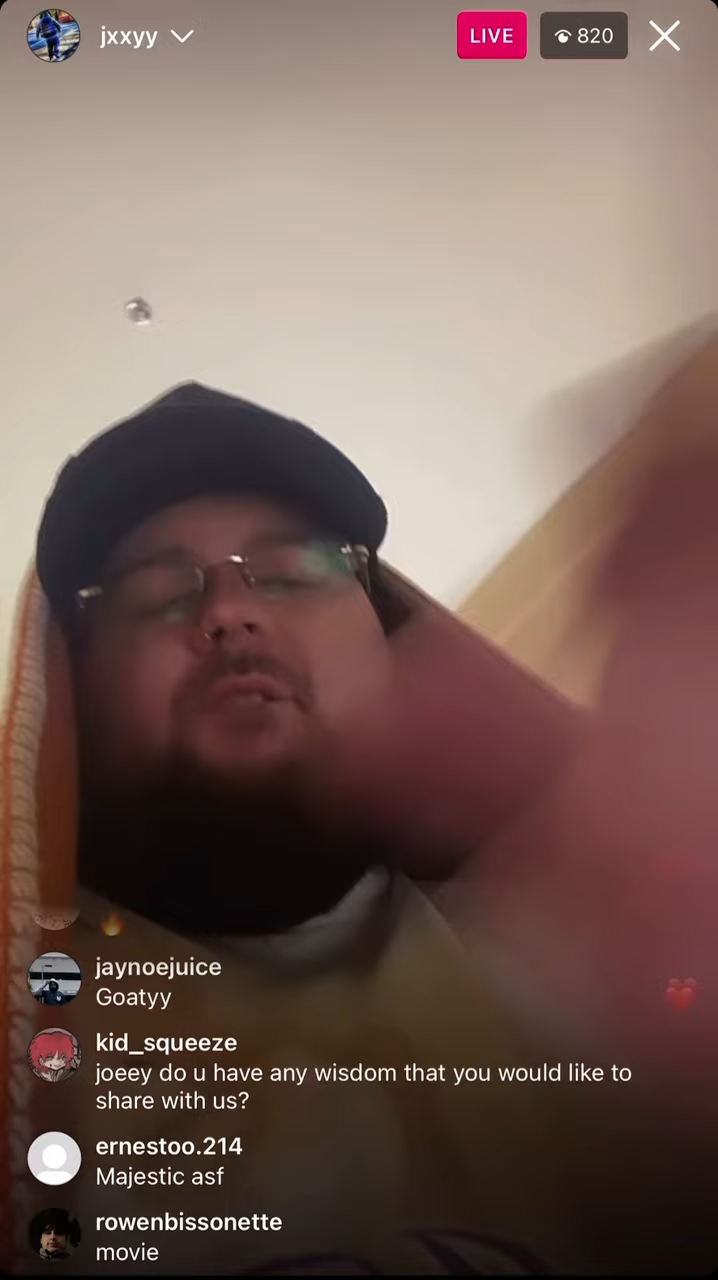 jxxyy
LIVE
820
jaynoejuice
Goatyy
kid_squeeze
joeey do u have any wisdom that you would like to
share with us?
ernestoo.214
Majestic asf
rowenbissonette
movie